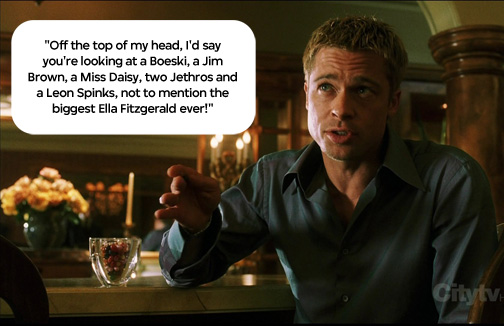 "Off the top of my head, I'd say
you're looking at a Boeski, a Jim
Brown, a Miss Daisy, two Jethros and
a Leon Spinks, not to mention the
biggest Ella Fitzgerald ever!"
Citytv